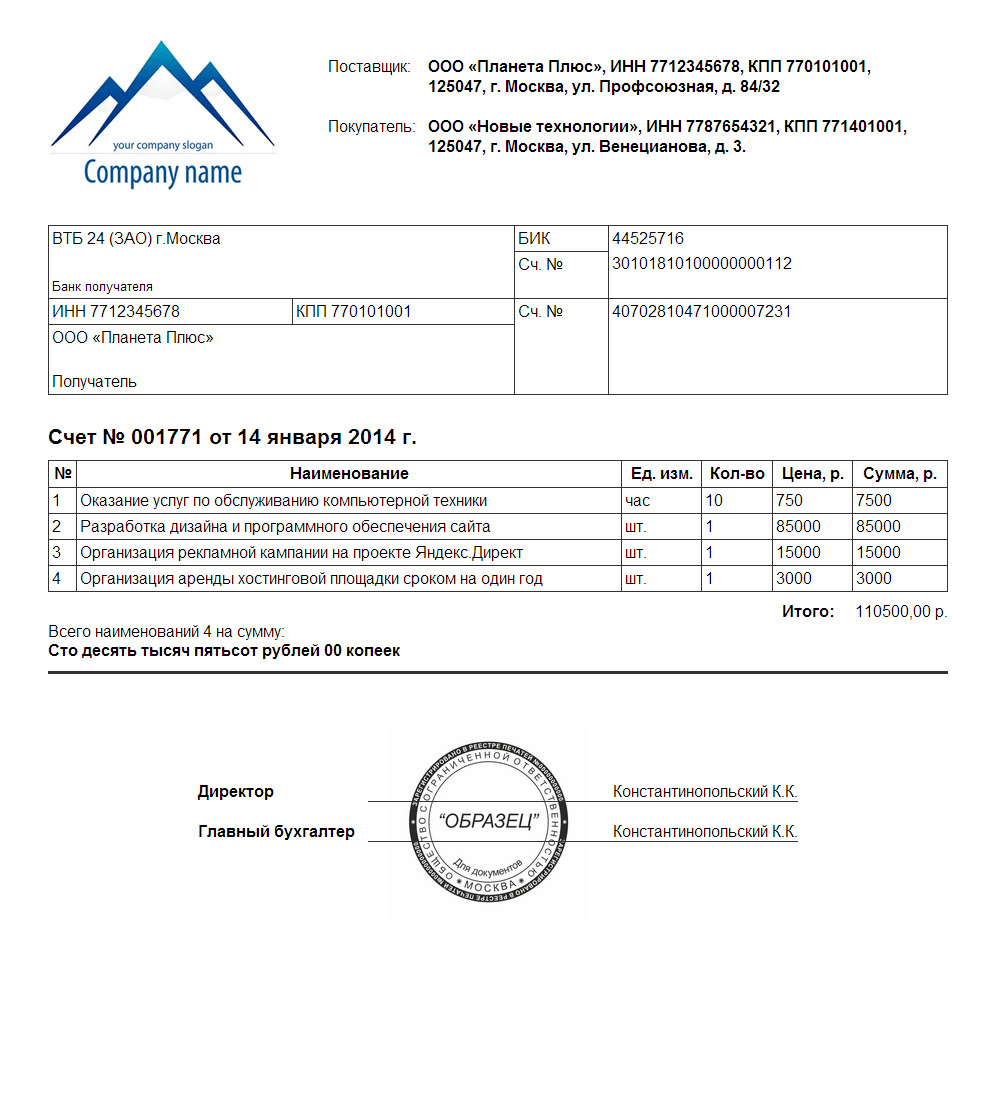 your company slogan
Company name
Поставщик: ООО «Планета Плюс», ИНН 7712345678, КПП 770101001,
125047, г. Москва, ул. Профсоюзная, д. 84/32
Покупатель: ООО «Новые технологии», ИНН 7787654321, КПП 771401001,
125047, г. Москва, ул. Венецианова, д. 3.
ВТБ 24 (ЗАО) г.Москва БИК 44525716
Сч. № 30101810100000000112
Банк получателя
ИНН 7712345678 КПП 770101001 Сч. № 40702810471000007231
ООО «Планета Плюс»
Получатель
Счет № 001771 от 14 января 2014 г.
№ Наименование Ед. изм. Кол-во Цена, р. Сумма, р.
1 Оказание услуг по обслуживанию компьютерной техники час 10 750 7500
2 Разработка дизайна и программного обеспечения сайта шт. 1 85000 85000
3 Организация рекламной кампании на проекте Яндекс.Директ шт. 1 15000 15000
4 Организация аренды хостинговой площадки сроком на один год шт. 1 3000 3000
Итого: 110500,00 р.
Всего наименований 4 на сумму:
Сто десять тысяч пятьсот рублей 00 копеек
Директор Константинопольский К.К.
Главный бухгалтер Константинопольский К.К.
ЗАРЕГИСТРИРОВАНО В РЕЕСТРЕ ПЕЧАТЕЙ
ЗАРЕГИСТРИРОВАНО В РЕЕСТРЕ ПЕЧАТЕЙ
ОБЩЕСТВО С ОГРАНИЧЕННОЙ ОТВЕТСТВЕННОСТЬЮ
“ОБРАЗЕЦ”
Для документов
* МОСКВА *